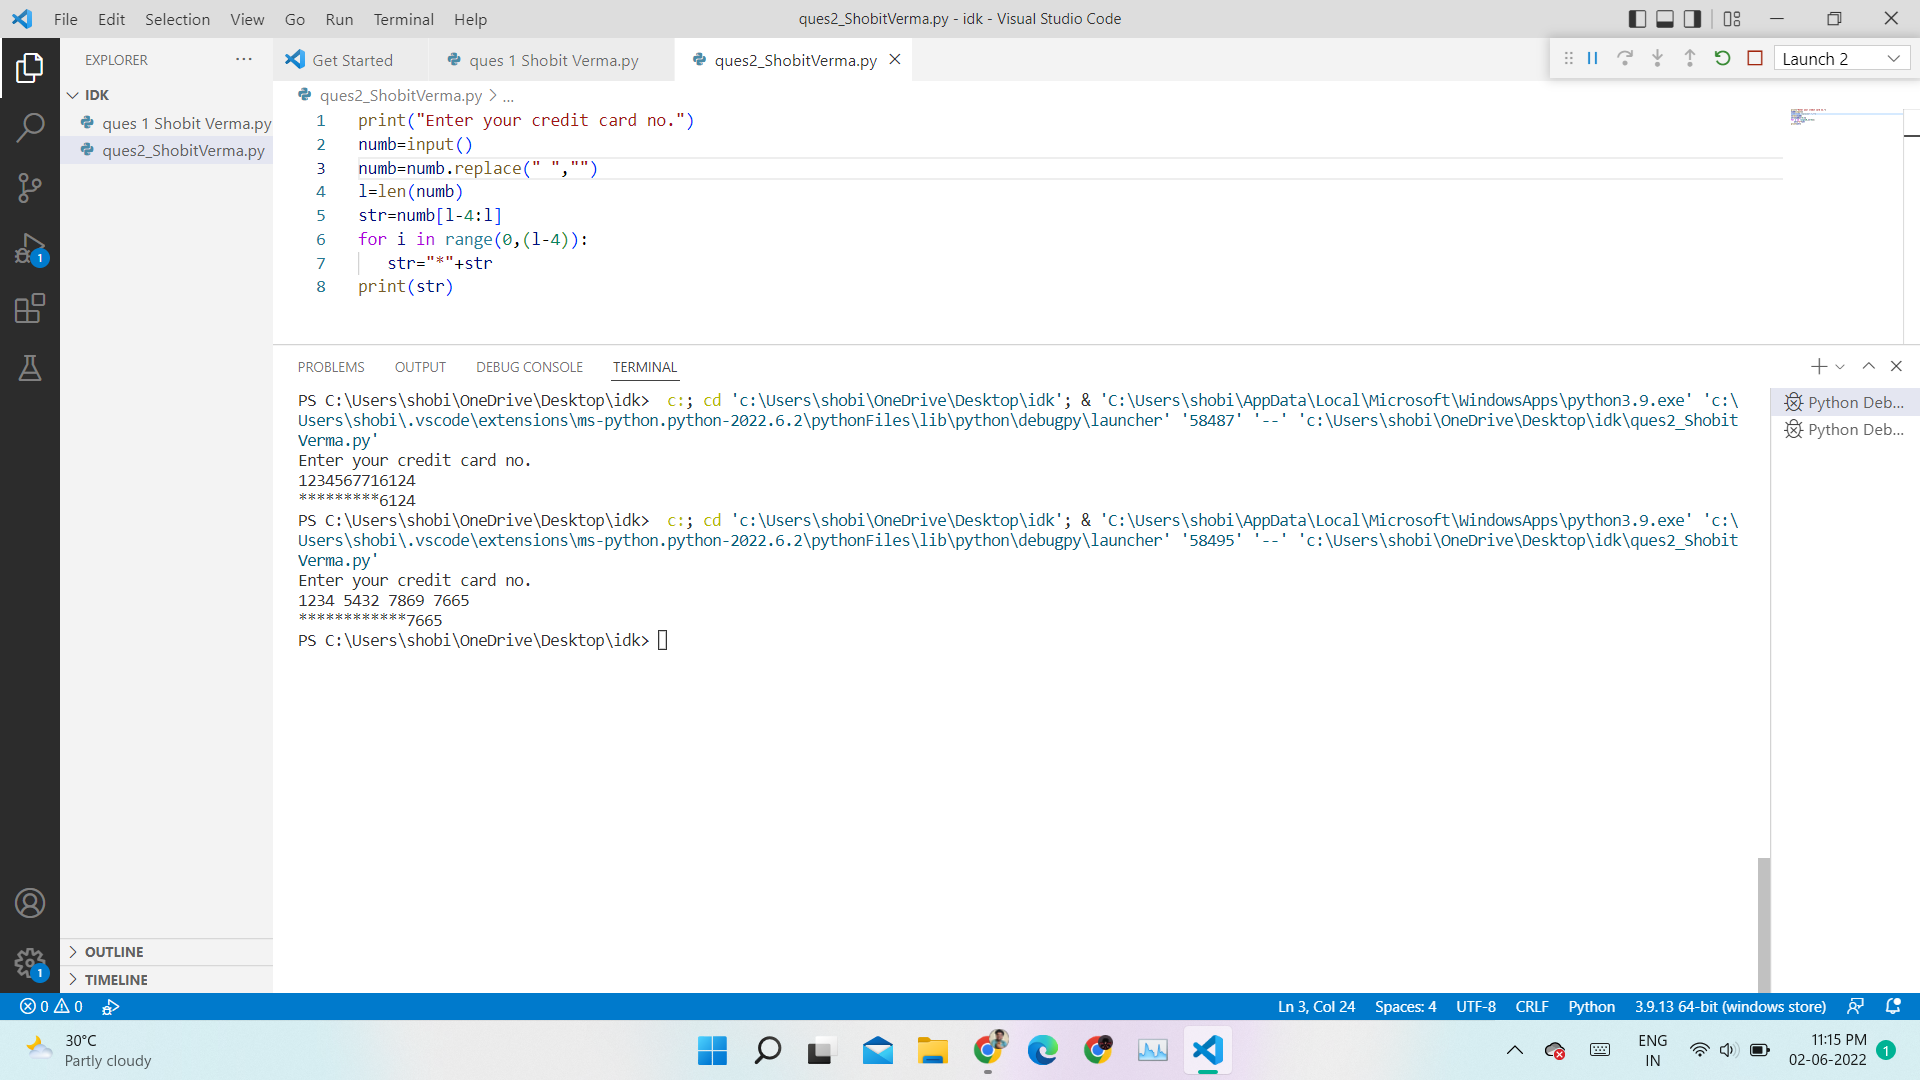 File Edit Selection View Go Run Terminal Help
ques2_ShobitVerma.py - idk - Visual Studio Code
EXPLORER ...
Get Started
ques 1 Shobit Verma.py
ques2_ShobitVerma.py
Launch 2
IDK
ques 1 Shobit Verma.py
ques2_ShobitVerma.py
ques2_ShobitVerma.py > ...
1 print("Enter your credit card no.")
2 numb=input()
3 numb=numb.replace(" ","")
4 l=len(numb)
5 str=numb[l-4:l]
6 for i in range(0,(l-4)):
7 str="*"+str
8 print(str)
1
PROBLEMS OUTPUT DEBUG CONSOLE TERMINAL
PS C:\Users\shobi\OneDrive\Desktop\idk>  c:; cd 'c:\Users\shobi\OneDrive\Desktop\idk'; & 'C:\Users\shobi\AppData\Local\Microsoft\WindowsApps\python3.9.exe' 'c:\
Users\shobi\.vscode\extensions\ms-python.python-2022.6.2\pythonFiles\lib\python\debugpy\launcher' '58487' '--' 'c:\Users\shobi\OneDrive\Desktop\idk\ques2_Shobit
Verma.py'
Enter your credit card no.
1234567716124
*********6124
PS C:\Users\shobi\OneDrive\Desktop\idk>  c:; cd 'c:\Users\shobi\OneDrive\Desktop\idk'; & 'C:\Users\shobi\AppData\Local\Microsoft\WindowsApps\python3.9.exe' 'c:\
Users\shobi\.vscode\extensions\ms-python.python-2022.6.2\pythonFiles\lib\python\debugpy\launcher' '58495' '--' 'c:\Users\shobi\OneDrive\Desktop\idk\ques2_Shobit
Verma.py'
Enter your credit card no.
1234 5432 7869 7665
************7665
PS C:\Users\shobi\OneDrive\Desktop\idk>
Python Deb...
Python Deb...
OUTLINE
TIMELINE
1
0 0
Ln 3, Col 24 Spaces: 4 UTF-8 CRLF Python 3.9.13 64-bit (windows store)
30°C
Partly cloudy
ENG
IN
11:15 PM
02-06-2022
1